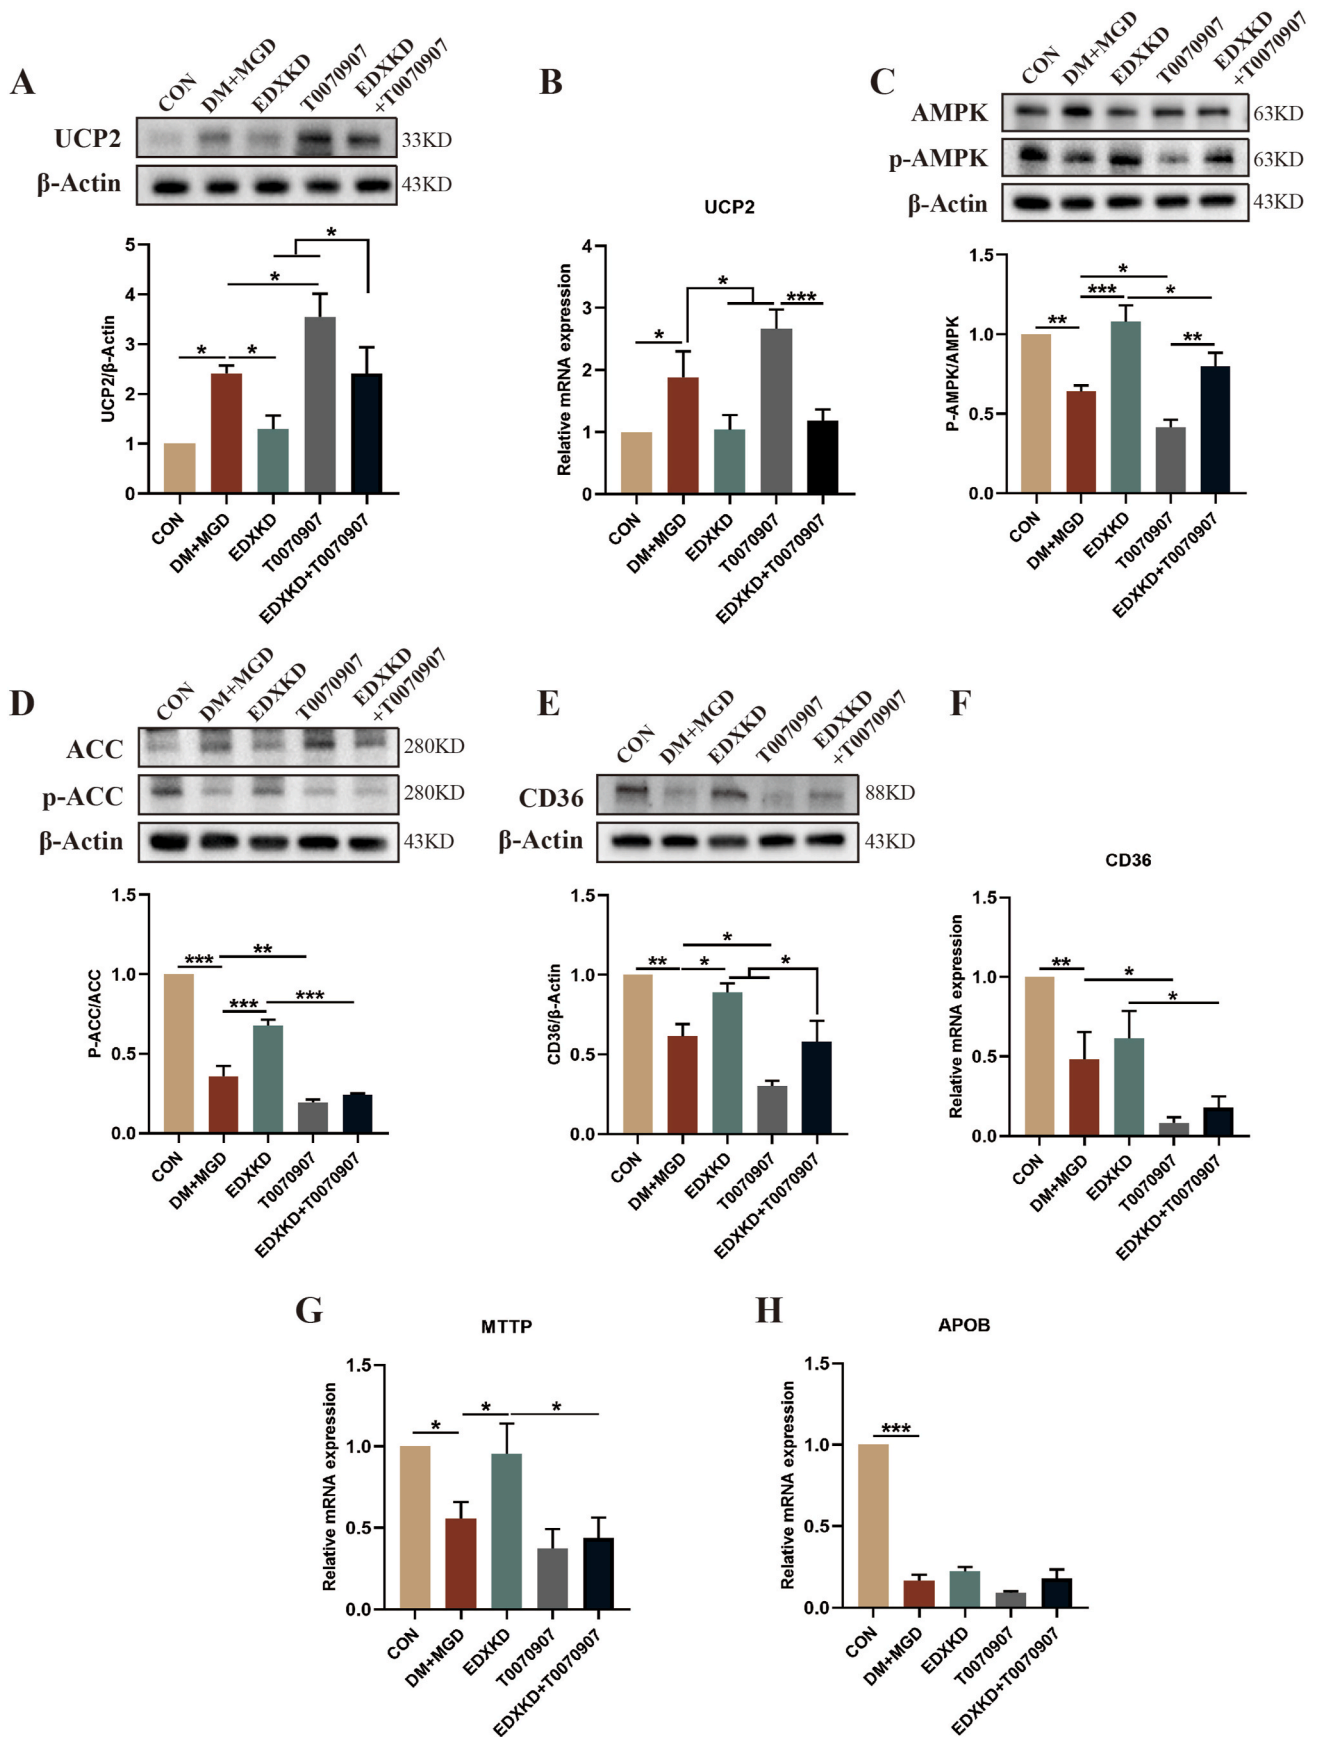 A
CON
DM+MGD
EDXKD
T0070907
EDXKD
+T0070907
UCP2
33KD
β-Actin
43KD
UCP2/β-Actin
5
4
3
2
1
0
*
*
*
*
CON
DM+MGD
EDXKD
T0070907
EDXKD+T0070907
B
UCP2
Relative mRNA expression
4
3
2
1
0
*
*
***
CON
DM+MGD
EDXKD
T0070907
EDXKD+T0070907
C
CON
DM+MGD
EDXKD
T0070907
EDXKD
+T0070907
AMPK
63KD
p-AMPK
63KD
β-Actin
43KD
P-AMPK/AMPK
1.5
1.0
0.5
0.0
*
***
*
**
**
CON
DM+MGD
EDXKD
T0070907
EDXKD+T0070907
D
CON
DM+MGD
EDXKD
T0070907
EDXKD
+T0070907
ACC
280KD
p-ACC
280KD
β-Actin
43KD
P-ACC/ACC
1.5
1.0
0.5
0.0
**
***
***
***
CON
DM+MGD
EDXKD
T0070907
EDXKD+T0070907
E
CON
DM+MGD
EDXKD
T0070907
EDXKD
+T0070907
CD36
88KD
β-Actin
43KD
CD36/β-Actin
1.5
1.0
0.5
0.0
*
**
*
*
CON
DM+MGD
EDXKD
T0070907
EDXKD+T0070907
F
CD36
Relative mRNA expression
1.5
1.0
0.5
0.0
**
*
*
CON
DM+MGD
EDXKD
T0070907
EDXKD+T0070907
G
MTTP
Relative mRNA expression
1.5
1.0
0.5
0.0
*
*
*
CON
DM+MGD
EDXKD
T0070907
EDXKD+T0070907
H
APOB
Relative mRNA expression
1.5
1.0
0.5
0.0
***
CON
DM+MGD
EDXKD
T0070907
EDXKD+T0070907